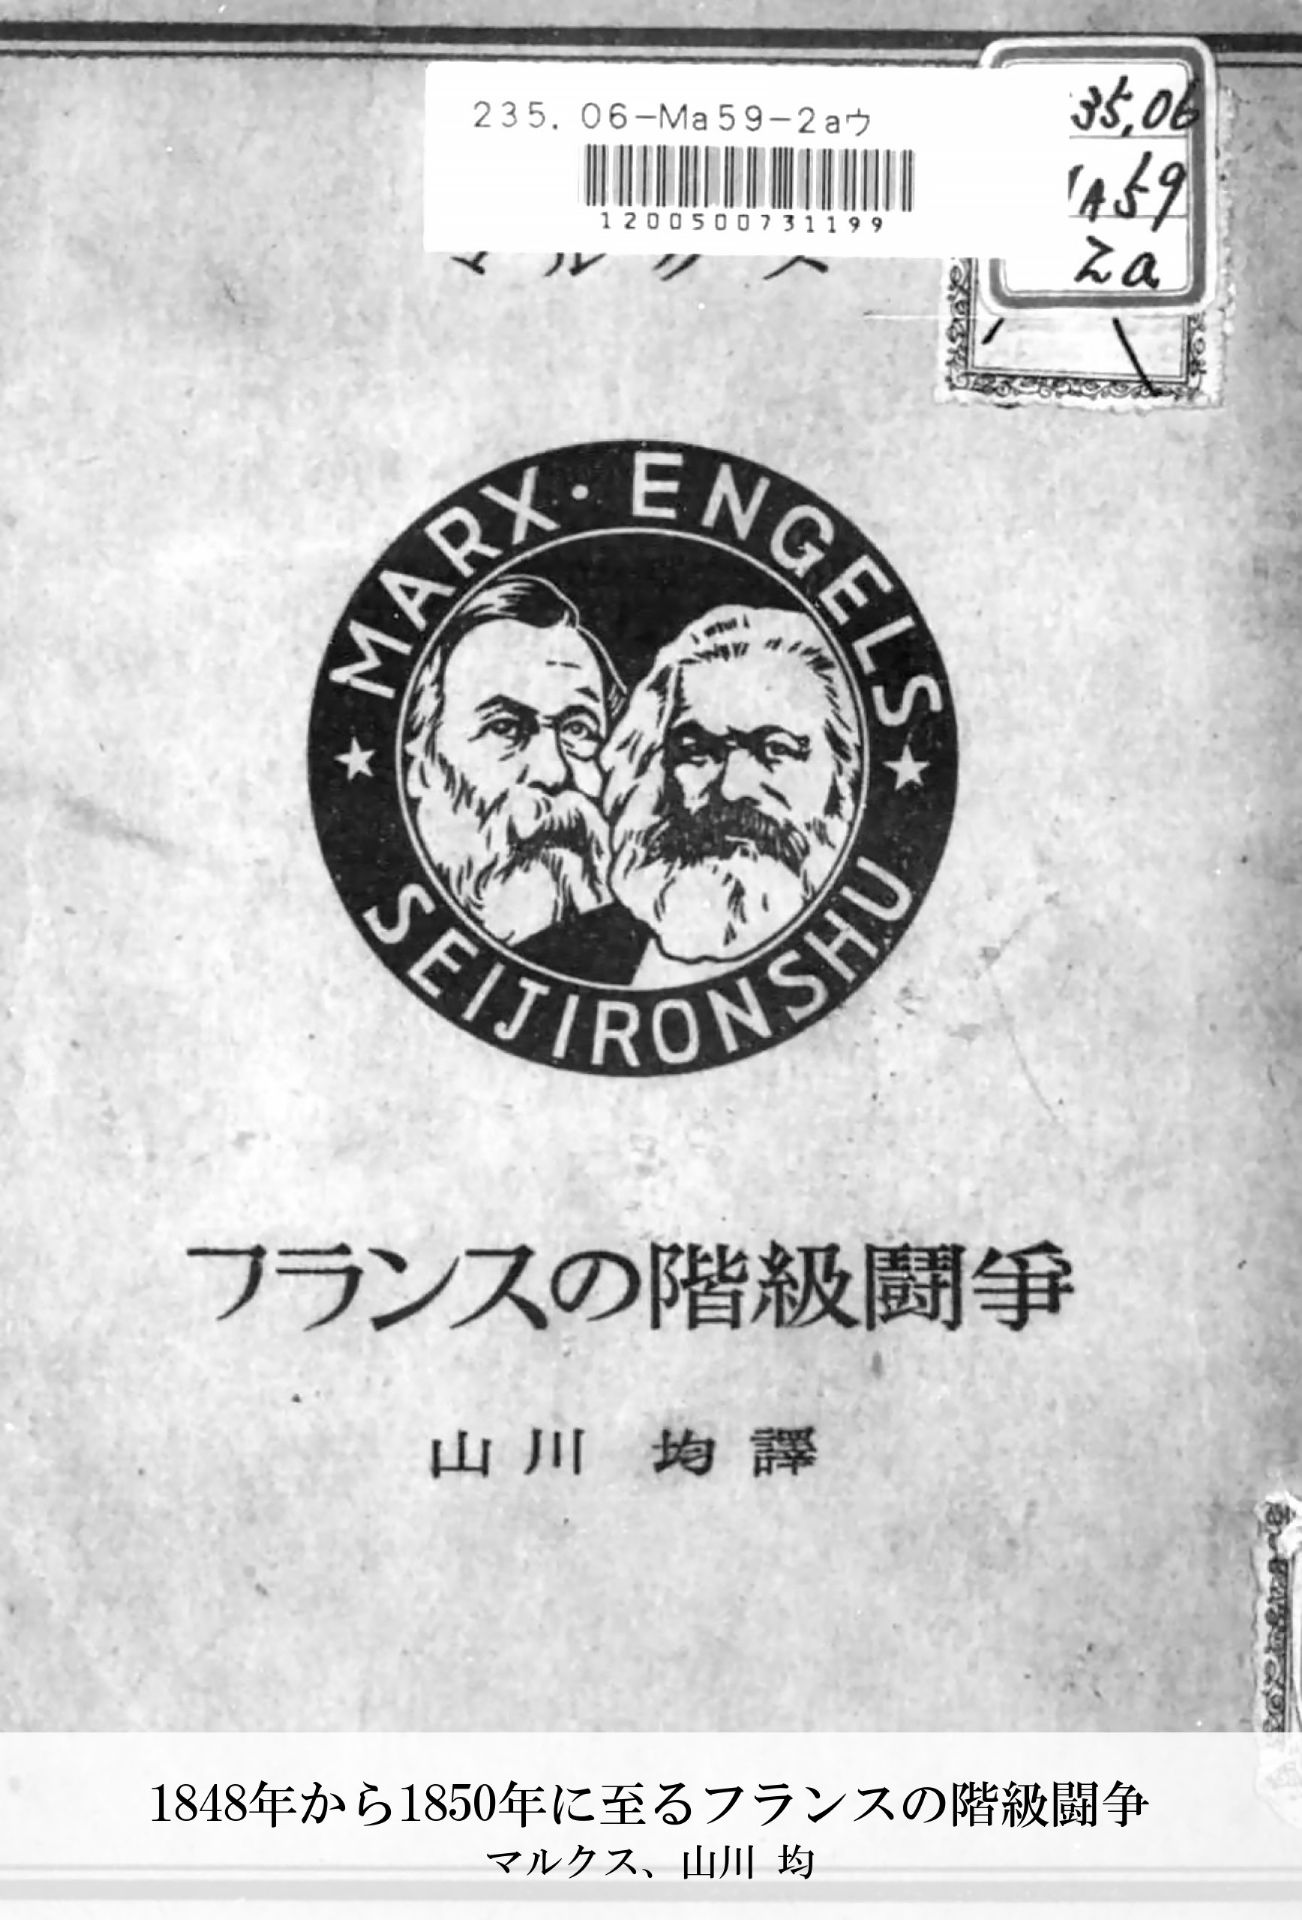 235.06-Ma59-2aウ
1200500731199
35.06
A59
2a
マルクス
MARX・ENGELS
SEIJIRONSHU
フランスの階級鬪爭
山川 均 譯
1848年から1850年に至るフランスの階級闘争
マルクス、山川 均